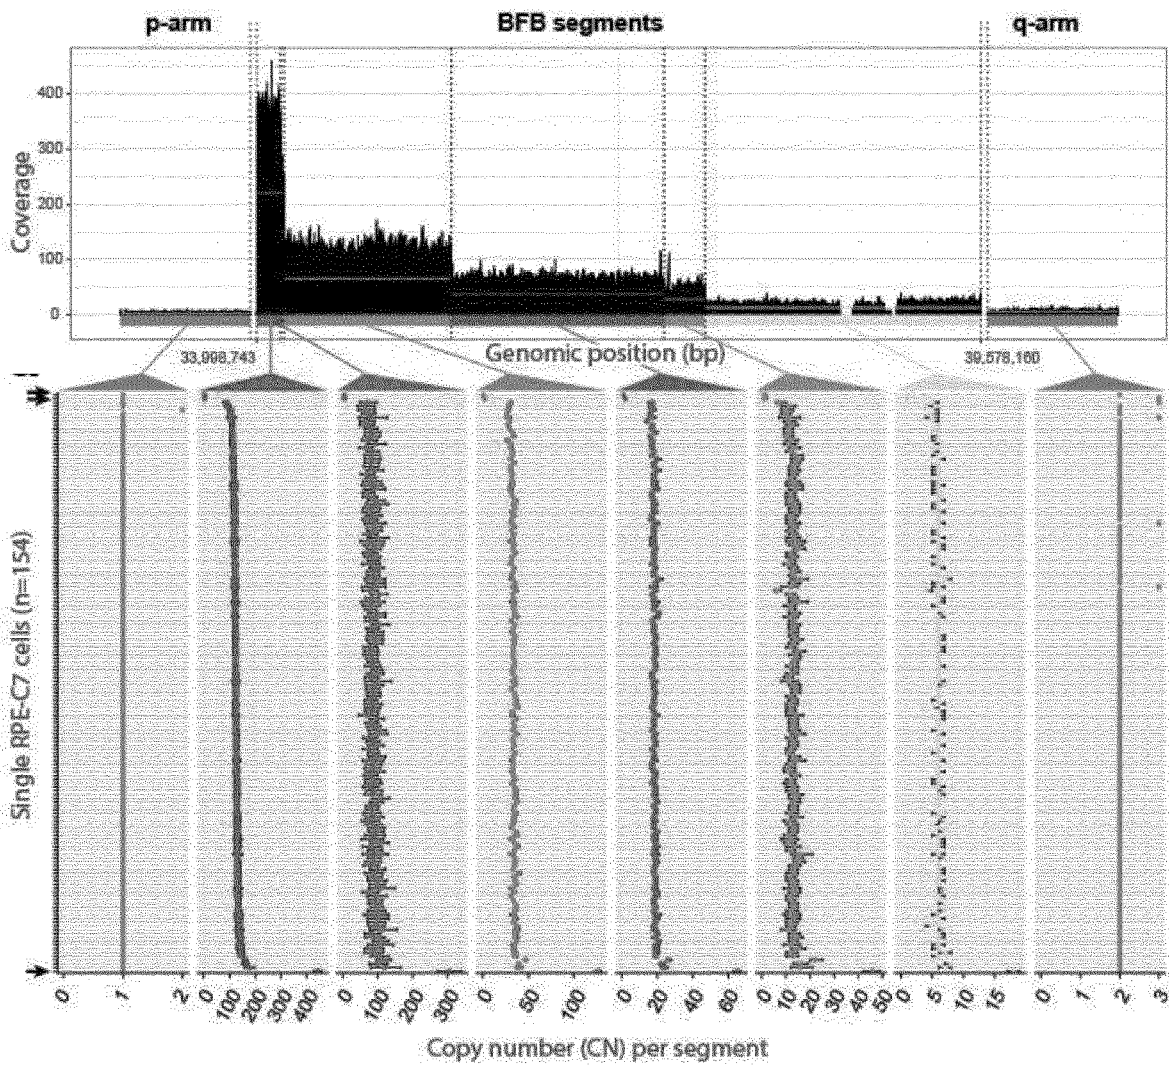 p-arm BFB segments q-arm
Coverage
400
300
200
100
0
33,998,743 Genomic position (bp) 39,578,160
Single RPE-C7 cells (n=154)
0 1 2 0 100 200 300 400 0 100 200 300 0 50 100 0 20 40 60 0 10 20 30 40 50 0 5 10 15 0 1 2 3
Copy number (CN) per segment